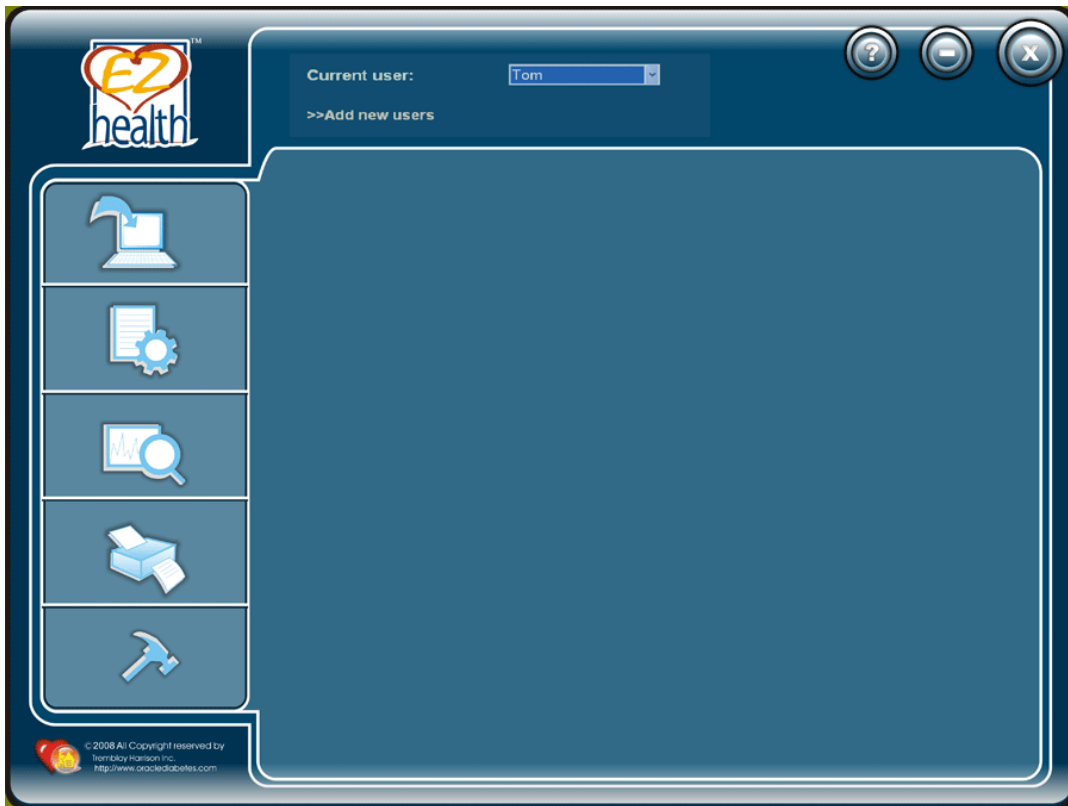 EZ
health
TM
Current user:
Tom
>>Add new users
?
X
© 2008 All Copyright reserved by
Tremblay Harrison Inc.
http://www.oraclediabetes.com